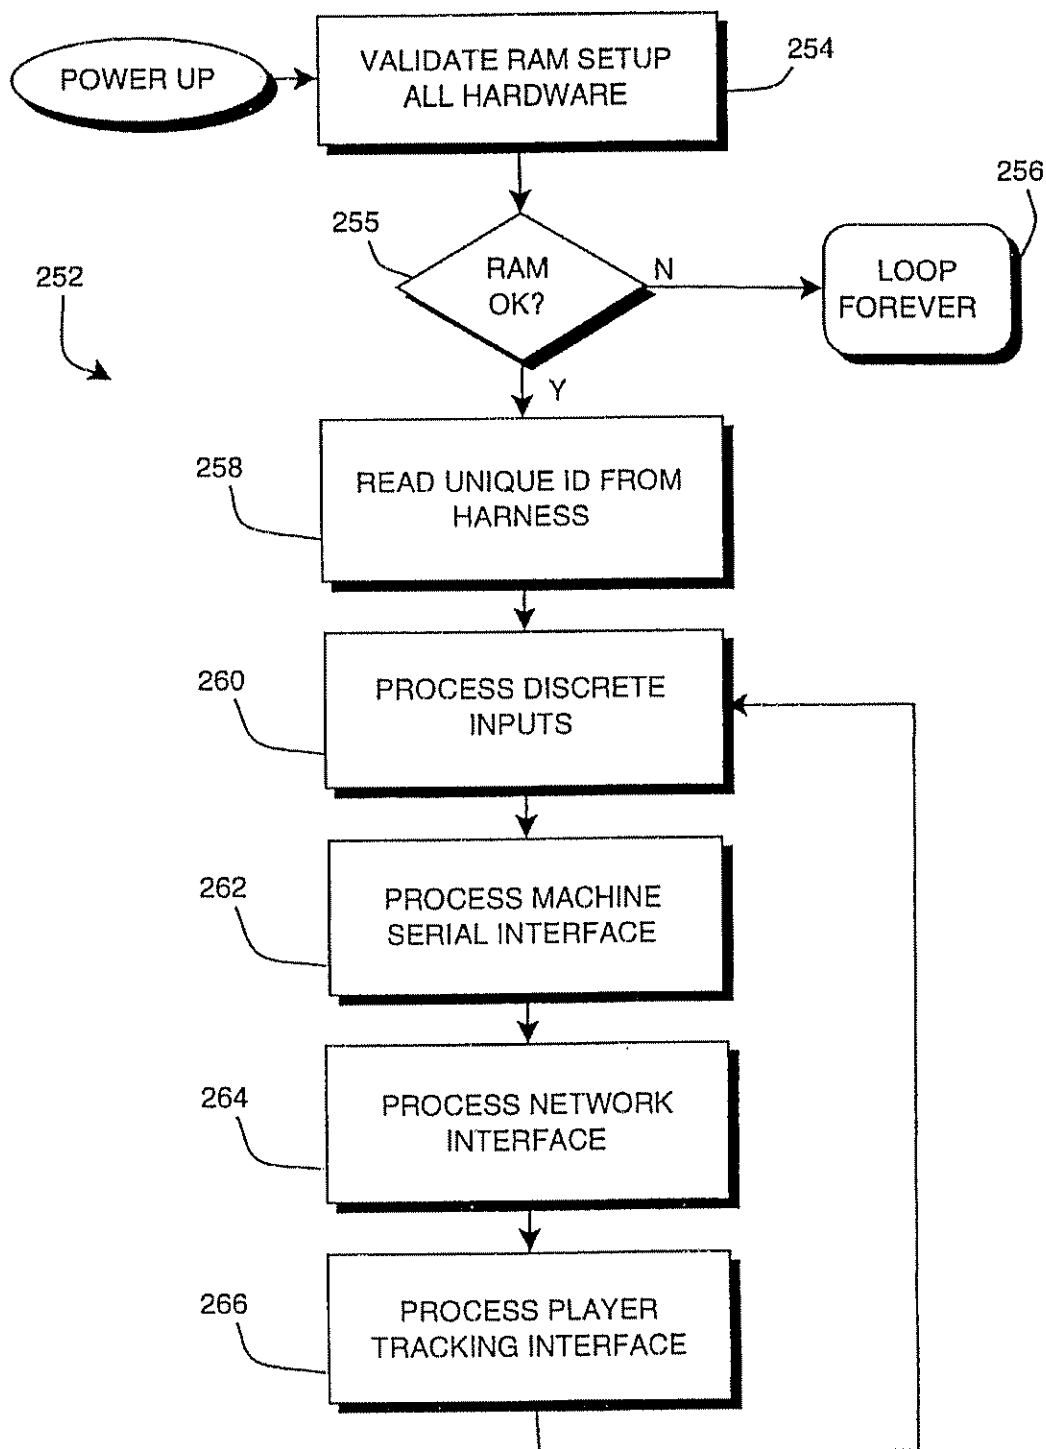 POWER UP
VALIDATE RAM SETUP
ALL HARDWARE
254
255
RAM
OK?
N
256
LOOP
FOREVER
252
Y
258
READ UNIQUE ID FROM
HARNESS
260
PROCESS DISCRETE
INPUTS
262
PROCESS MACHINE
SERIAL INTERFACE
264
PROCESS NETWORK
INTERFACE
266
PROCESS PLAYER
TRACKING INTERFACE